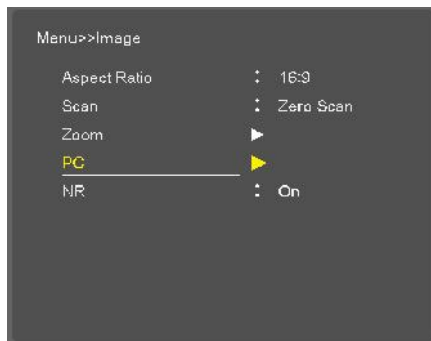 Menu>>Image
Aspect Ratio : 16:9
Scan : Zero Scan
Zoom ▶
PC ▶
NR : On